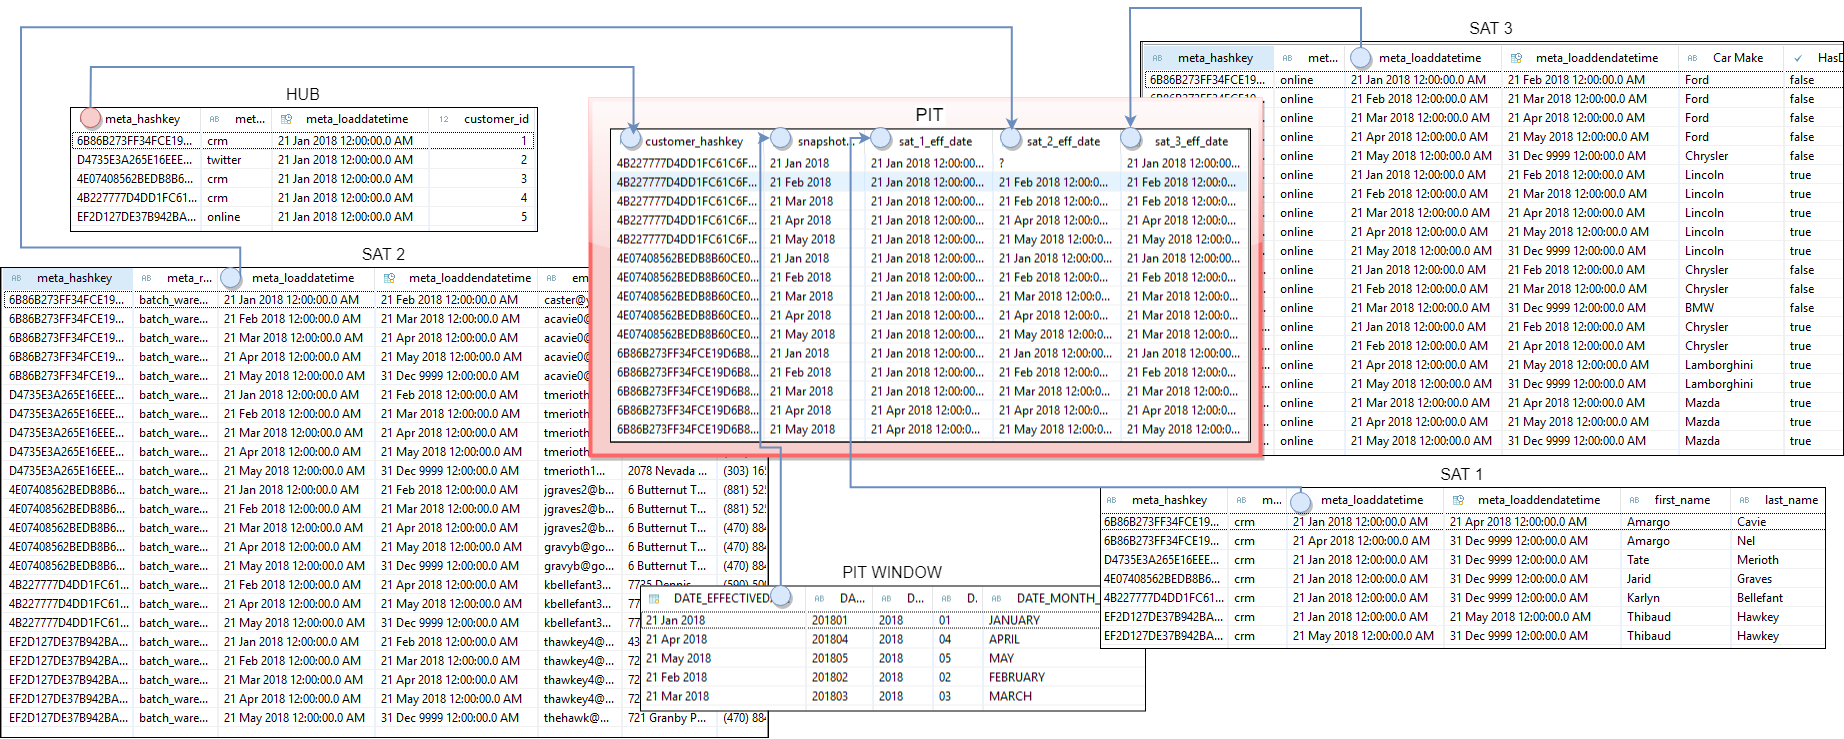 SAT 3
meta_hashkey met... meta_loaddatetime meta_loaddendatetime Car Make HasD
6B86B273FF34CFE19... online 21 Jan 2018 12:00:00.0 AM 21 Feb 2018 12:00:00.0 AM Ford false
online 21 Feb 2018 12:00:00.0 AM 21 Mar 2018 12:00:00.0 AM Ford false
online 21 Mar 2018 12:00:00.0 AM 21 Apr 2018 12:00:00.0 AM Ford false
online 21 Apr 2018 12:00:00.0 AM 21 May 2018 12:00:00.0 AM Ford false
online 21 May 2018 12:00:00.0 AM 31 Dec 9999 12:00:00.0 AM Chrysler false
online 21 Jan 2018 12:00:00.0 AM 21 Feb 2018 12:00:00.0 AM Lincoln true
online 21 Feb 2018 12:00:00.0 AM 21 Mar 2018 12:00:00.0 AM Lincoln true
online 21 Mar 2018 12:00:00.0 AM 21 Apr 2018 12:00:00.0 AM Lincoln true
online 21 Apr 2018 12:00:00.0 AM 21 May 2018 12:00:00.0 AM Lincoln true
online 21 May 2018 12:00:00.0 AM 31 Dec 9999 12:00:00.0 AM Lincoln true
online 21 Jan 2018 12:00:00.0 AM 21 Feb 2018 12:00:00.0 AM Chrysler false
online 21 Feb 2018 12:00:00.0 AM 21 Mar 2018 12:00:00.0 AM Chrysler false
online 21 Mar 2018 12:00:00.0 AM 31 Dec 9999 12:00:00.0 AM BMW false
online 21 Jan 2018 12:00:00.0 AM 21 Feb 2018 12:00:00.0 AM Chrysler true
online 21 Feb 2018 12:00:00.0 AM 21 Apr 2018 12:00:00.0 AM Chrysler true
online 21 Apr 2018 12:00:00.0 AM 21 May 2018 12:00:00.0 AM Lamborghini true
online 21 May 2018 12:00:00.0 AM 31 Dec 9999 12:00:00.0 AM Lamborghini true
online 21 Mar 2018 12:00:00.0 AM 21 Apr 2018 12:00:00.0 AM Mazda true
online 21 Apr 2018 12:00:00.0 AM 21 May 2018 12:00:00.0 AM Mazda true
online 21 May 2018 12:00:00.0 AM 31 Dec 9999 12:00:00.0 AM Mazda true
HUB
meta_hashkey met... meta_loaddatetime customer_id
6B86B273FF34FCE19... crm 21 Jan 2018 12:00:00.0 AM 1
D4735E3A265E16EEE... twitter 21 Jan 2018 12:00:00.0 AM 2
4E07408562BEDB8B6... crm 21 Jan 2018 12:00:00.0 AM 3
4B227777D4DD1FC61... crm 21 Jan 2018 12:00:00.0 AM 4
EF2D127DE37B942BA... online 21 Jan 2018 12:00:00.0 AM 5
PIT
customer_hashkey snapshot... sat_1_eff_date sat_2_eff_date sat_3_eff_date
4B227777D4DD1FC61C6F... 21 Jan 2018 21 Jan 2018 12:00:00... ? 21 Jan 2018 12:00:00...
4B227777D4DD1FC61C6F... 21 Feb 2018 21 Jan 2018 12:00:00... 21 Feb 2018 12:00:0... 21 Feb 2018 12:00:0...
4B227777D4DD1FC61C6F... 21 Mar 2018 21 Jan 2018 12:00:00... 21 Feb 2018 12:00:0... 21 Feb 2018 12:00:0...
4B227777D4DD1FC61C6F... 21 Apr 2018 21 Jan 2018 12:00:00... 21 Apr 2018 12:00:0... 21 Apr 2018 12:00:0...
4B227777D4DD1FC61C6F... 21 May 2018 21 Jan 2018 12:00:00... 21 May 2018 12:00:0... 21 May 2018 12:00:0...
4E07408562BEDB8B60CE0... 21 Jan 2018 21 Jan 2018 12:00:00... 21 Jan 2018 12:00:00... 21 Jan 2018 12:00:00...
4E07408562BEDB8B60CE0... 21 Feb 2018 21 Jan 2018 12:00:00... 21 Feb 2018 12:00:0... 21 Feb 2018 12:00:0...
4E07408562BEDB8B60CE0... 21 Mar 2018 21 Jan 2018 12:00:00... 21 Mar 2018 12:00:0... 21 Mar 2018 12:00:0...
4E07408562BEDB8B60CE0... 21 Apr 2018 21 Jan 2018 12:00:00... 21 Apr 2018 12:00:0... 21 Mar 2018 12:00:0...
4E07408562BEDB8B60CE0... 21 May 2018 21 Jan 2018 12:00:00... 21 May 2018 12:00:0... 21 Mar 2018 12:00:0...
6B86B273FF34FCE19D6B8... 21 Jan 2018 21 Jan 2018 12:00:00... 21 Jan 2018 12:00:00... 21 Jan 2018 12:00:00...
6B86B273FF34FCE19D6B8... 21 Feb 2018 21 Jan 2018 12:00:00... 21 Feb 2018 12:00:0... 21 Feb 2018 12:00:0...
6B86B273FF34FCE19D6B8... 21 Mar 2018 21 Jan 2018 12:00:00... 21 Mar 2018 12:00:0... 21 Mar 2018 12:00:0...
6B86B273FF34FCE19D6B8... 21 Apr 2018 21 Apr 2018 12:00:0... 21 Apr 2018 12:00:0... 21 Apr 2018 12:00:0...
6B86B273FF34FCE19D6B8... 21 May 2018 21 Apr 2018 12:00:0... 21 May 2018 12:00:0... 21 May 2018 12:00:0...
SAT 2
meta_hashkey meta_r... meta_loaddatetime meta_loaddendatetime em
6B86B273FF34FCE19... batch_ware... 21 Jan 2018 12:00:00.0 AM 21 Feb 2018 12:00:00.0 AM caster@y
6B86B273FF34FCE19... batch_ware... 21 Feb 2018 12:00:00.0 AM 21 Mar 2018 12:00:00.0 AM acavie0@
6B86B273FF34FCE19... batch_ware... 21 Mar 2018 12:00:00.0 AM 21 Apr 2018 12:00:00.0 AM acavie0@
6B86B273FF34FCE19... batch_ware... 21 Apr 2018 12:00:00.0 AM 21 May 2018 12:00:00.0 AM acavie0@
6B86B273FF34FCE19... batch_ware... 21 May 2018 12:00:00.0 AM 31 Dec 9999 12:00:00.0 AM acavie0@
D4735E3A265E16EEE... batch_ware... 21 Jan 2018 12:00:00.0 AM 21 Feb 2018 12:00:00.0 AM tmerioth
D4735E3A265E16EEE... batch_ware... 21 Feb 2018 12:00:00.0 AM 21 Mar 2018 12:00:00.0 AM tmerioth
D4735E3A265E16EEE... batch_ware... 21 Mar 2018 12:00:00.0 AM 21 Apr 2018 12:00:00.0 AM tmerioth
D4735E3A265E16EEE... batch_ware... 21 Apr 2018 12:00:00.0 AM 21 May 2018 12:00:00.0 AM tmerioth
D4735E3A265E16EEE... batch_ware... 21 May 2018 12:00:00.0 AM 31 Dec 9999 12:00:00.0 AM tmerioth1... 2078 Nevada ... (303) 16
4E07408562BEDB8B6... batch_ware... 21 Jan 2018 12:00:00.0 AM 21 Feb 2018 12:00:00.0 AM jgraves2@b... 6 Butternut T... (881) 52
4E07408562BEDB8B6... batch_ware... 21 Feb 2018 12:00:00.0 AM 21 Mar 2018 12:00:00.0 AM jgraves2@... 6 Butternut T... (881) 52
4E07408562BEDB8B6... batch_ware... 21 Mar 2018 12:00:00.0 AM 21 Apr 2018 12:00:00.0 AM jgraves2@... 6 Butternut T... (470) 88
4E07408562BEDB8B6... batch_ware... 21 Apr 2018 12:00:00.0 AM 21 May 2018 12:00:00.0 AM gravyb@go... 6 Butternut T... (470) 88
4E07408562BEDB8B6... batch_ware... 21 May 2018 12:00:00.0 AM 31 Dec 9999 12:00:00.0 AM gravyb@go... 6 Butternut T... (470) 88
4B227777D4DD1FC61... batch_ware... 21 Feb 2018 12:00:00.0 AM 21 Apr 2018 12:00:00.0 AM kbellefant3...
4B227777D4DD1FC61... batch_ware... 21 Apr 2018 12:00:00.0 AM 21 May 2018 12:00:00.0 AM kbellefant3... 77
4B227777D4DD1FC61... batch_ware... 21 May 2018 12:00:00.0 AM 31 Dec 9999 12:00:00.0 AM kbellefant3... 77
EF2D127DE37B942BA... batch_ware... 21 Jan 2018 12:00:00.0 AM 21 Feb 2018 12:00:00.0 AM thawkey4@... 43
EF2D127DE37B942BA... batch_ware... 21 Feb 2018 12:00:00.0 AM 21 Mar 2018 12:00:00.0 AM thawkey4@... 72
EF2D127DE37B942BA... batch_ware... 21 Mar 2018 12:00:00.0 AM 21 Apr 2018 12:00:00.0 AM thawkey4@... 72
EF2D127DE37B942BA... batch_ware... 21 Apr 2018 12:00:00.0 AM 21 May 2018 12:00:00.0 AM thawkey4@... 72
EF2D127DE37B942BA... batch_ware... 21 May 2018 12:00:00.0 AM 31 Dec 9999 12:00:00.0 AM thehawk@... 721 Granby P... (470) 88
SAT 1
meta_hashkey m... meta_loaddatetime meta_loaddendatetime first_name last_name
6B86B273FF34FCE19... crm 21 Jan 2018 12:00:00.0 AM 21 Apr 2018 12:00:00.0 AM Amargo Cavie
6B86B273FF34FCE19... crm 21 Apr 2018 12:00:00.0 AM 31 Dec 9999 12:00:00.0 AM Amargo Nel
D4735E3A265E16EEE... crm 21 Jan 2018 12:00:00.0 AM 31 Dec 9999 12:00:00.0 AM Tate Merioth
4E07408562BEDB8B6... crm 21 Jan 2018 12:00:00.0 AM 31 Dec 9999 12:00:00.0 AM Jarid Graves
4B227777D4DD1FC61... crm 21 Jan 2018 12:00:00.0 AM 31 Dec 9999 12:00:00.0 AM Karlyn Bellefant
EF2D127DE37B942BA... crm 21 Jan 2018 12:00:00.0 AM 21 May 2018 12:00:00.0 AM Thibaud Hawkey
EF2D127DE37B942BA... crm 21 May 2018 12:00:00.0 AM 31 Dec 9999 12:00:00.0 AM Thibaud Hawkey
PIT WINDOW
DATE_EFFECTIVED DA... D... D. DATE_MONTH_
21 Jan 2018 201801 2018 01 JANUARY
21 Apr 2018 201804 2018 04 APRIL
21 May 2018 201805 2018 05 MAY
21 Feb 2018 201802 2018 02 FEBRUARY
21 Mar 2018 201803 2018 03 MARCH